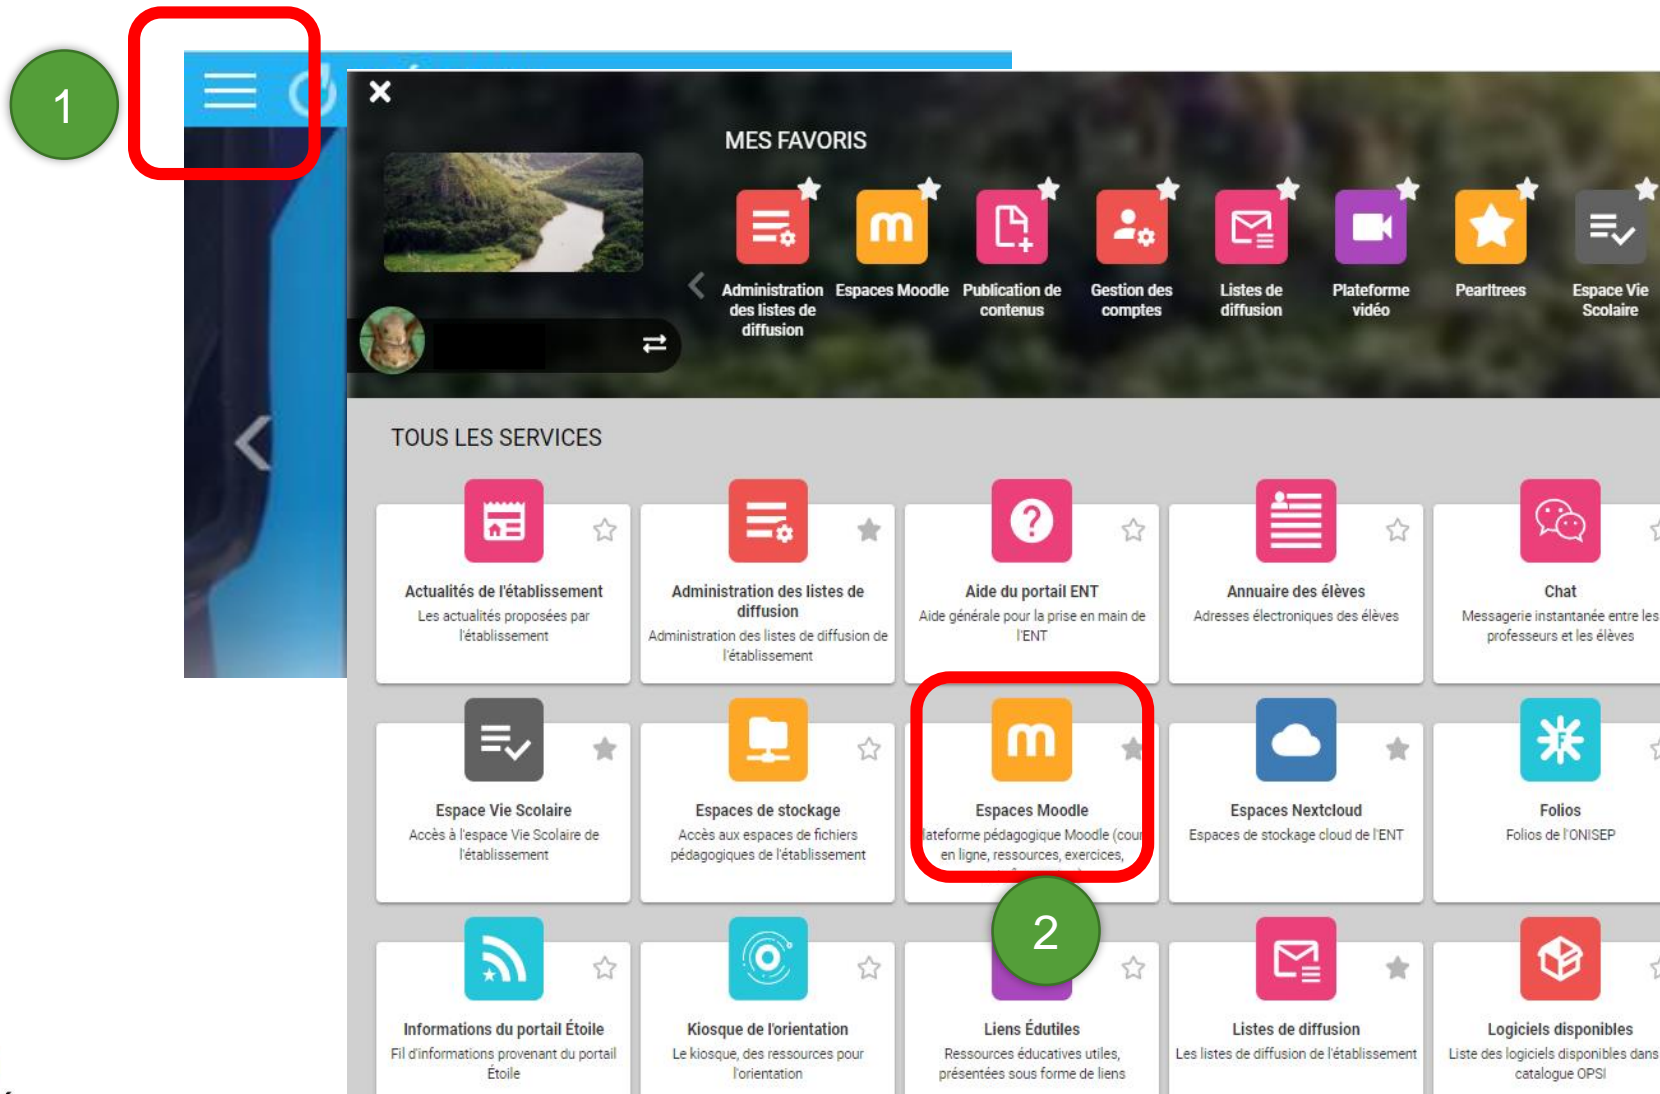 1
MES FAVORIS
Administration des listes de diffusion
Espaces Moodle
Publication de contenus
Gestion des comptes
Listes de diffusion
Plateforme vidéo
Pearltrees
Espace Vie Scolaire
TOUS LES SERVICES
Actualités de l'établissement
Les actualités proposées par
l'établissement
Administration des listes de
diffusion
Administration des listes de diffusion de
l'établissement
Aide du portail ENT
Aide générale pour la prise en main de
l'ENT
Annuaire des élèves
Adresses électroniques des élèves
Chat
Messagerie instantanée entre les
professeurs et les élèves
Espace Vie Scolaire
Accès à l'espace Vie Scolaire de
l'établissement
Espaces de stockage
Accès aux espaces de fichiers
pédagogiques de l'établissement
m
Espaces Moodle
lateforme pédagogique Moodle (cour
en ligne, ressources, exercices,
Espaces Nextcloud
Espaces de stockage cloud de l'ENT
Folios
Folios de l'ONISEP
2
Informations du portail Étoile
Fil d'informations provenant du portail
Étoile
Kiosque de l'orientation
Le kiosque, des ressources pour
l'orientation
Liens Édutiles
Ressources éducatives utiles,
présentées sous forme de liens
Listes de diffusion
Les listes de diffusion de l'établissement
Logiciels disponibles
Liste des logiciels disponibles dans
catalogue OPSI